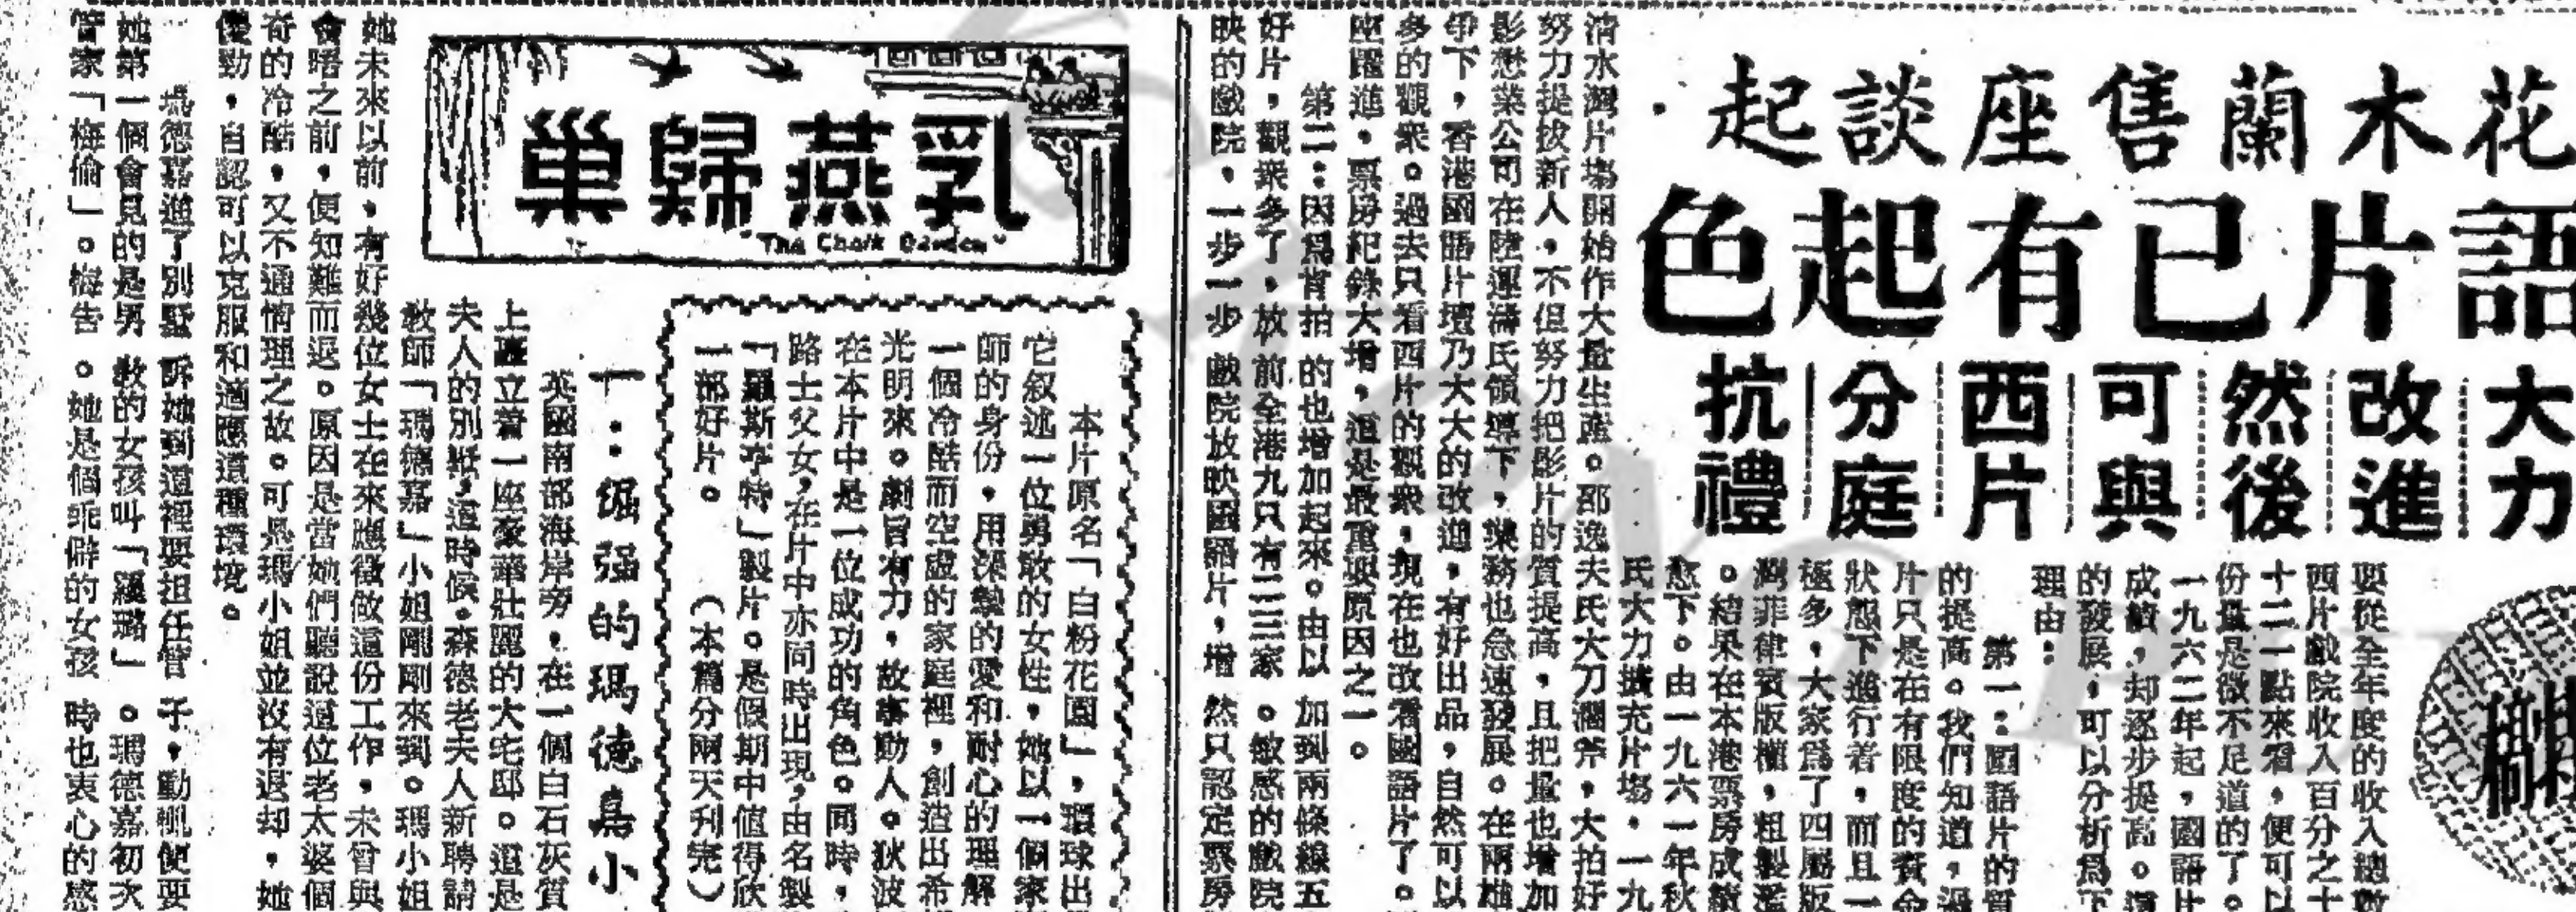 花木蘭售座談起
語片已有起色
大力
改進
然後
可與
西片
分庭
抗禮
要從全年度的收入總數
西戲院收入百分之十
十二一點來看,便可以
份量是微不足道的了。
一九六二年起,國語片
成績,却逐步提高。這
的發展,可以分析爲下
理由:
第一:國語片的質
的提高。我們知道,過
片只是在有限度的資金
狀態下進行着,而且一
極多,大家爲了四屬版
灣菲律賓版權,粗製濫
。結果在本港票房成績
愈下。由一九六一年秋
氏大力擴充片場,一九
清水灣片場開始作大量生產。邵逸夫氏大刀濶斧,大拍好
努力提拔新人,不但努力把影片的質提高,且把量也增加
影懋業公司在陸運濤氏領導下,業務也急速發展。在兩雄
爭下,香港國語片壇乃大大的改進,有好出品,自然可以
多的觀衆。過去只看西片的觀衆,現在也改看國語片了。
座躍進,票房紀錄大增,這是最重要原因之一。
第二:因爲肯拍
好片,觀衆多了,放
映的戲院,一步一步
的也增加起來。由以
前全港九只有二三家
戲院放映國語片,增
加到兩條線五
。敏感的戲院
然只認定票房
乳燕歸巢
"The Chalk Garden"
本片原名「白粉花園」,環球出
它叙述一位勇敢的女性,她以一個家
師的身份,用深摯的愛和耐心的理解
一個冷酷而空虛的家庭裡,創造出希
光明來。劇旨有力,故事動人。狄波
在本片中是一位成功的角色。同時,
路士父女,在片中亦同時出現,由名製
「羅斯亨特」製片。是假期中值得欣
一部好片。 (本篇分兩天刊完)
一:倔强的瑪德嘉小
英國南部海岸旁,在一個白石灰質
上矗立着一座豪華壯麗的大宅邸。這是
夫人的別墅,這時候。森德老夫人新聘請
敎師「瑪德嘉」小姐剛剛來到。瑪小姐
她未來以前,有好幾位女士在來應徵做這份工作,未曾與
會晤之前,便知難而退。原因是當她們聽說這位老太婆個
奇的冷酷,又不通情理之故。可是瑪小姐並沒有退却,她
傻勁,自認可以克服和適應這種環境。
瑪德嘉進了別墅
她第一個會見的是男
管家「梅倫」。梅告
訴她到這裡要担任管
敎的女孩叫「羅璐」
。她是個乖僻的女孩
子,動輒便要
。瑪德嘉初次
時也衷心的感